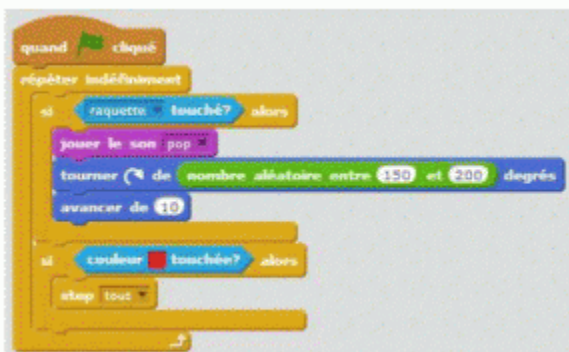 quand cliqué
répéter indéfiniment
si raquette touché? alors
jouer le son pop
tourner de nombre aléatoire entre 150 et 200 degrés
avancer de 10
si couleur touchée? alors
stop tout